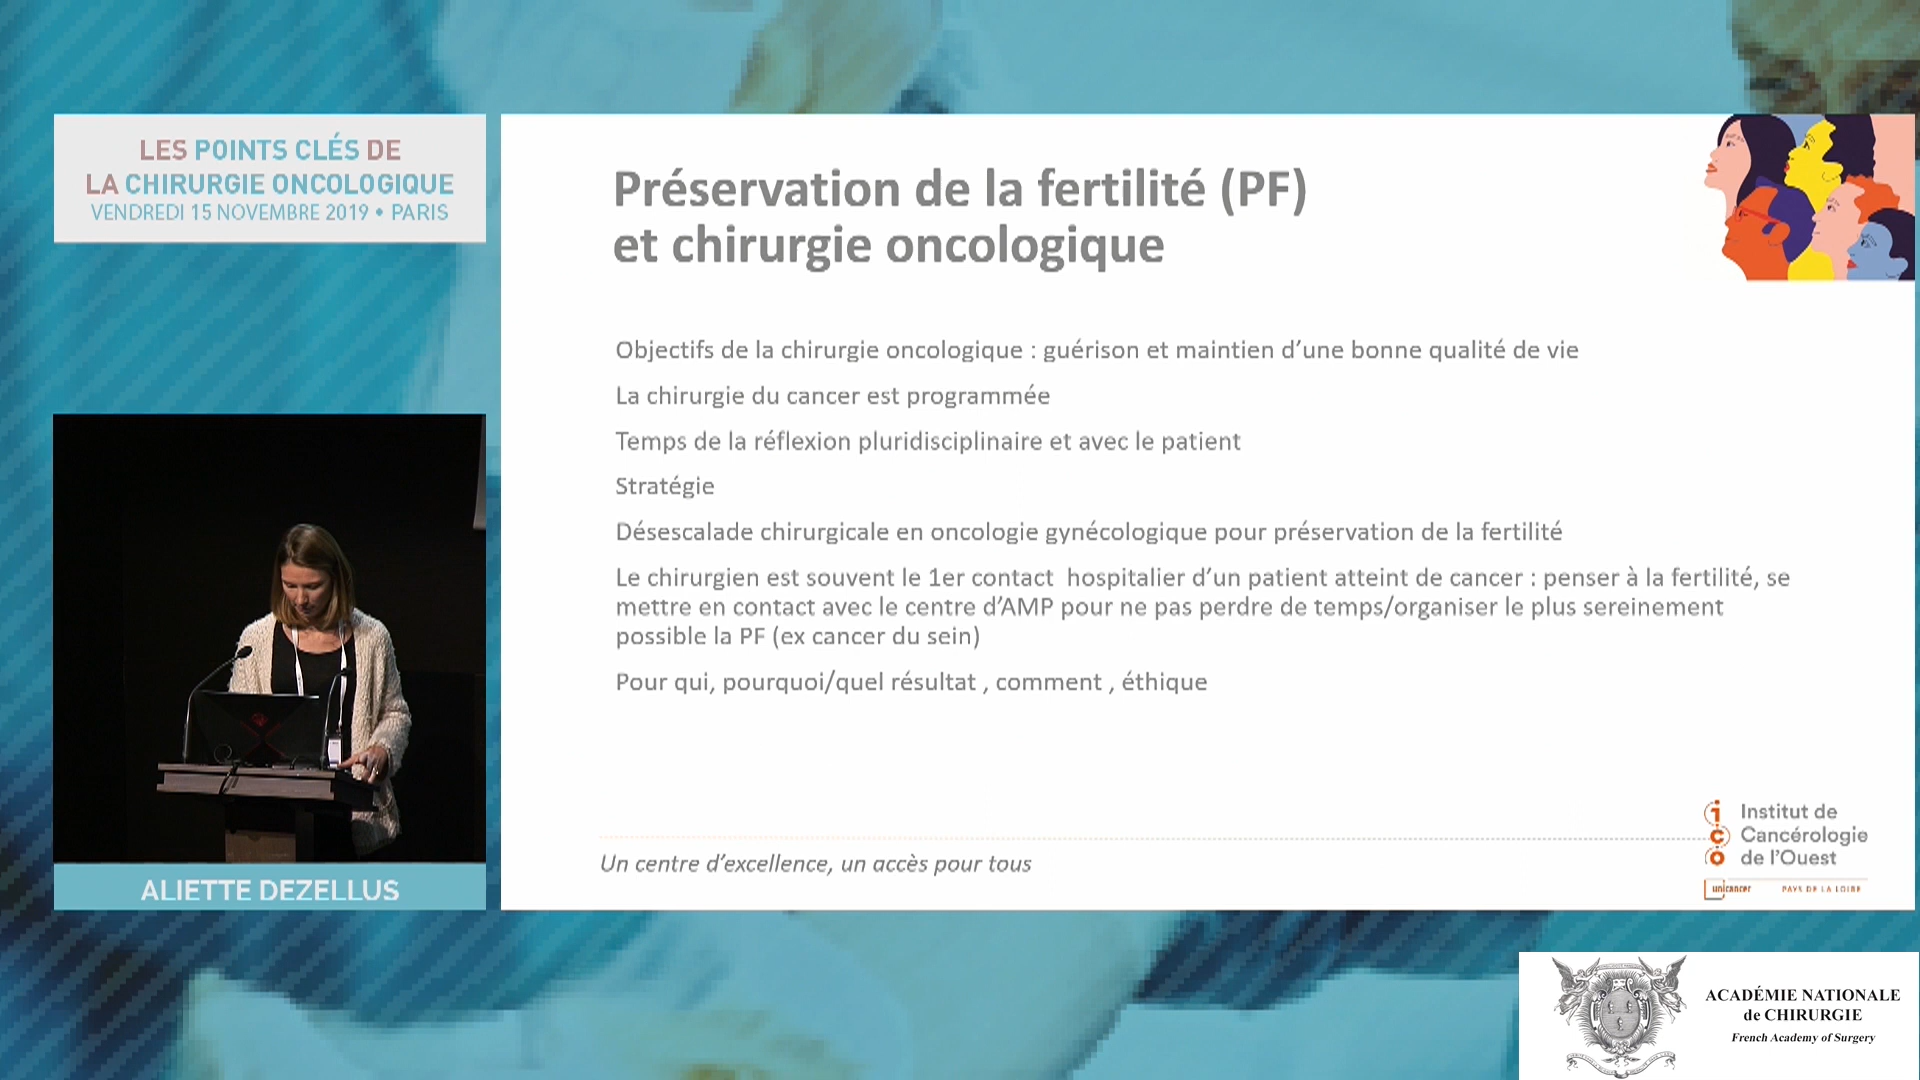 LES POINTS CLÉS DE
LA CHIRURGIE ONCOLOGIQUE
VENDREDI 15 NOVEMBRE 2019 • PARIS
ALIETTE DEZELLUS
Préservation de la fertilité (PF)
et chirurgie oncologique
Objectifs de la chirurgie oncologique : guérison et maintien d’une bonne qualité de vie
La chirurgie du cancer est programmée
Temps de la réflexion pluridisciplinaire et avec le patient
Stratégie
Désescalade chirurgicale en oncologie gynécologique pour préservation de la fertilité
Le chirurgien est souvent le 1er contact  hospitalier d’un patient atteint de cancer : penser à la fertilité, se
mettre en contact avec le centre d’AMP pour ne pas perdre de temps/organiser le plus sereinement
possible la PF (ex cancer du sein)
Pour qui, pourquoi/quel résultat , comment , éthique
Un centre d’excellence, un accès pour tous
ico
Institut de
Cancérologie
de l’Ouest
unicancer
PAYS DE LA LOIRE
ACADÉMIE NATIONALE
de CHIRURGIE
French Academy of Surgery